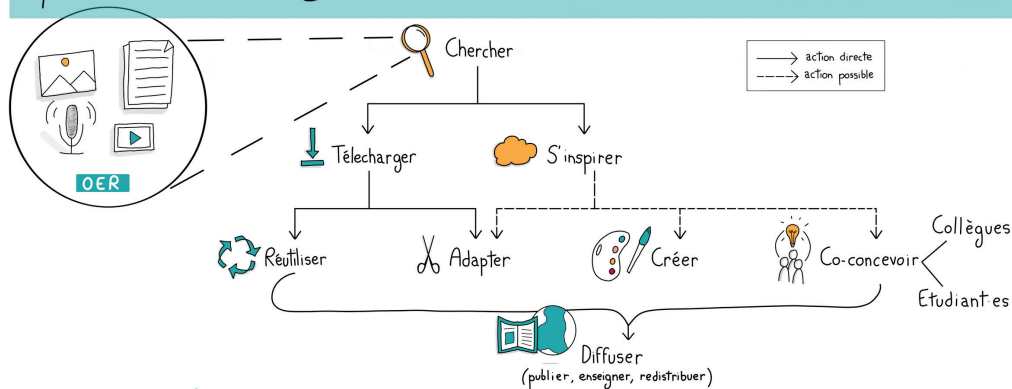 Chercher
action directe
action possible
OER
Télecharger
S'inspirer
Réutiliser
Adapter
Créer
Co-concevoir
Collègues
Etudiant·es
Diffuser
(publier, enseigner, redistribuer)